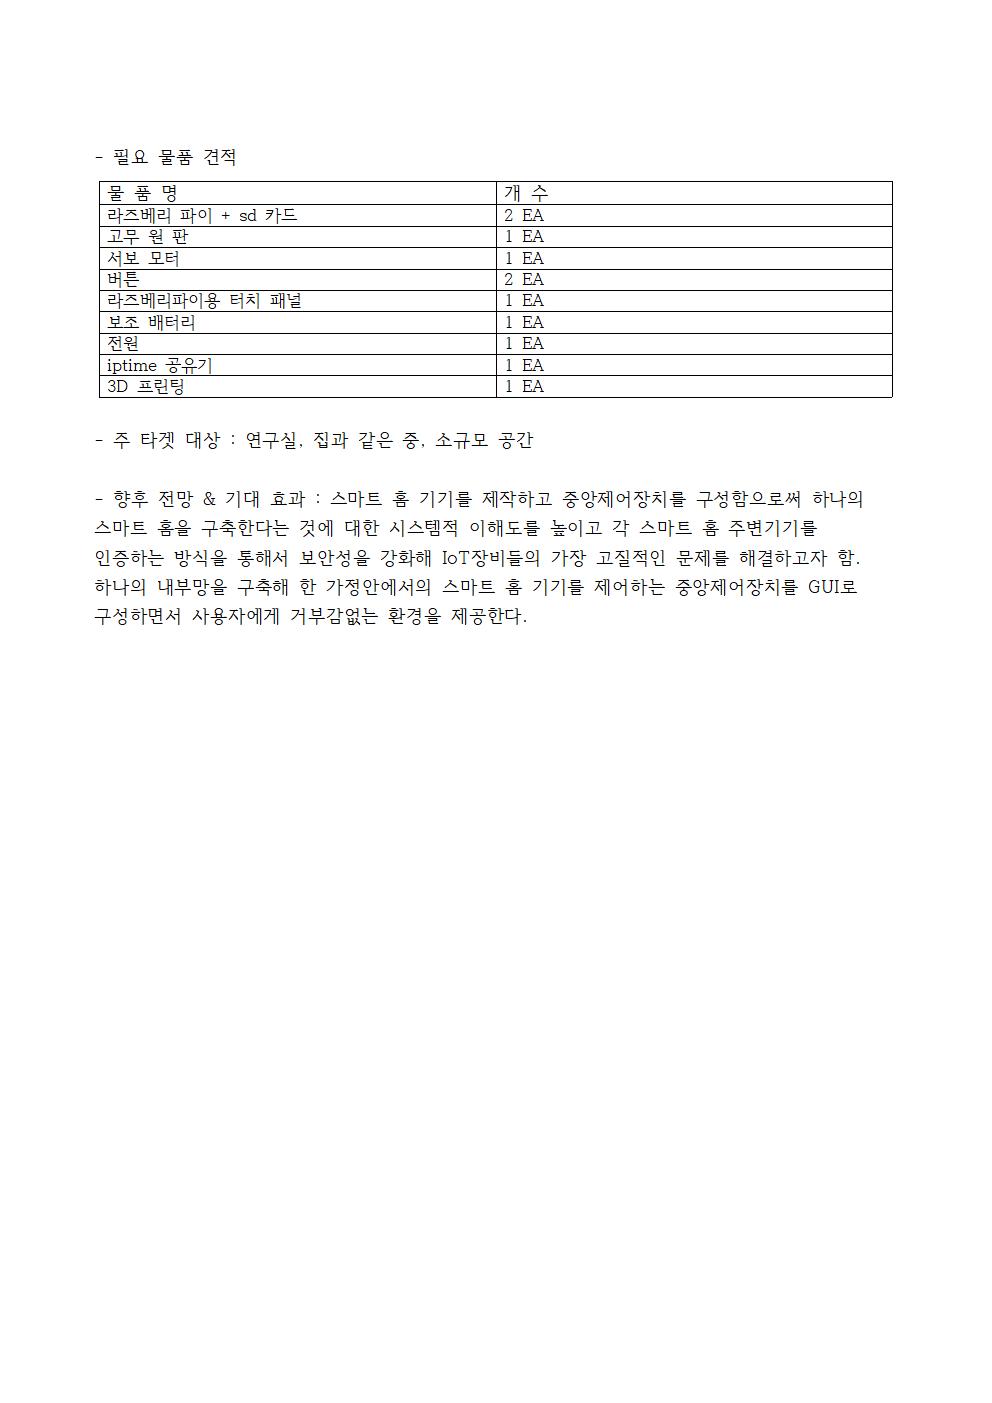 - 필요 물품 견적
물 품 명 개 수
라즈베리 파이 + sd 카드 2 EA
고무 원 판 1 EA
서보 모터 1 EA
버튼 2 EA
라즈베리파이용 터치 패널 1 EA
보조 배터리 1 EA
전원 1 EA
iptime 공유기 1 EA
3D 프린팅 1 EA
- 주 타겟 대상 : 연구실, 집과 같은 중, 소규모 공간
- 향후 전망 & 기대 효과 : 스마트 홈 기기를 제작하고 중앙제어장치를 구성함으로써 하나의
스마트 홈을 구축한다는 것에 대한 시스템적 이해도를 높이고 각 스마트 홈 주변기기를
인증하는 방식을 통해서 보안성을 강화해 IoT장비들의 가장 고질적인 문제를 해결하고자 함.
하나의 내부망을 구축해 한 가정안에서의 스마트 홈 기기를 제어하는 중앙제어장치를 GUI로
구성하면서 사용자에게 거부감없는 환경을 제공한다.